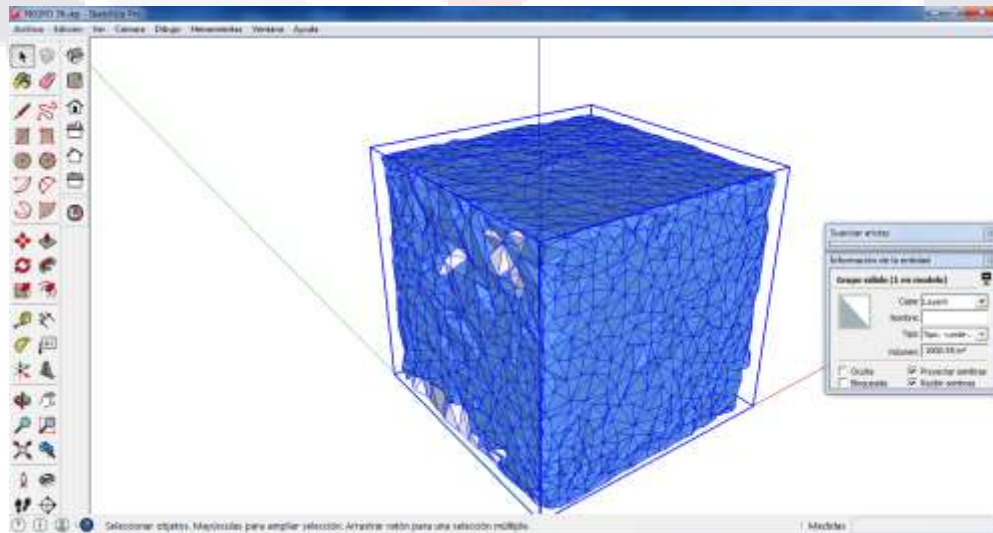 Archivo Edición Ver Cámara Dibujo Herramientas Ventana Ayuda
Suavizar aristas
Información de la entidad
Grupo sólido (1 en modelo)
Capa: Layer0
Nombre:
Tipo:
Volumen:
Oculta Proyectar sombras
Bloqueada Recibir sombras
Seleccionar objetos. Mayúsculas para ampliar selección. Arrastrar ratón para una selección múltiple.
Medidas